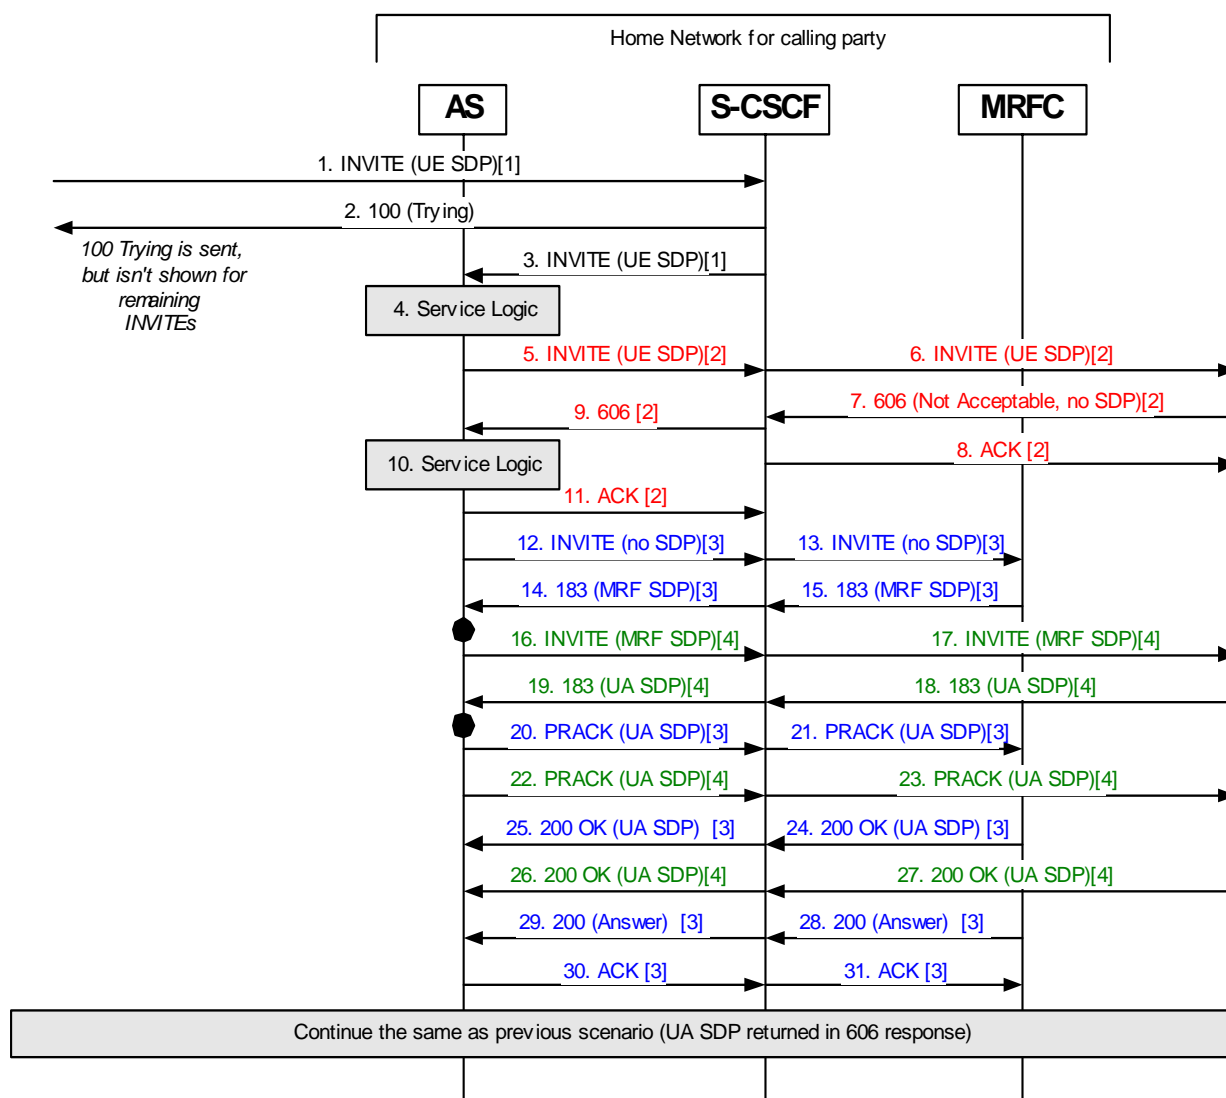 Home Network for calling party
AS
S-CSCF
MRFC
1. INVITE (UE SDP)[1]
2. 100 (Trying)
100 Trying is sent,
but isn't shown for
remaining
INVITEs
3. INVITE (UE SDP)[1]
4. Service Logic
5. INVITE (UE SDP)[2]
6. INVITE (UE SDP)[2]
7. 606 (Not Acceptable, no SDP)[2]
9. 606 [2]
10. Service Logic
8. ACK [2]
11. ACK [2]
12. INVITE (no SDP)[3]
13. INVITE (no SDP)[3]
14. 183 (MRF SDP)[3]
15. 183 (MRF SDP)[3]
16. INVITE (MRF SDP)[4]
17. INVITE (MRF SDP)[4]
19. 183 (UA SDP)[4]
18. 183 (UA SDP)[4]
20. PRACK (UA SDP)[3]
21. PRACK (UA SDP)[3]
22. PRACK (UA SDP)[4]
23. PRACK (UA SDP)[4]
25. 200 OK (UA SDP) [3]
24. 200 OK (UA SDP) [3]
26. 200 OK (UA SDP)[4]
27. 200 OK (UA SDP)[4]
29. 200 (Answer) [3]
28. 200 (Answer) [3]
30. ACK [3]
31. ACK [3]
Continue the same as previous scenario (UA SDP returned in 606 response)